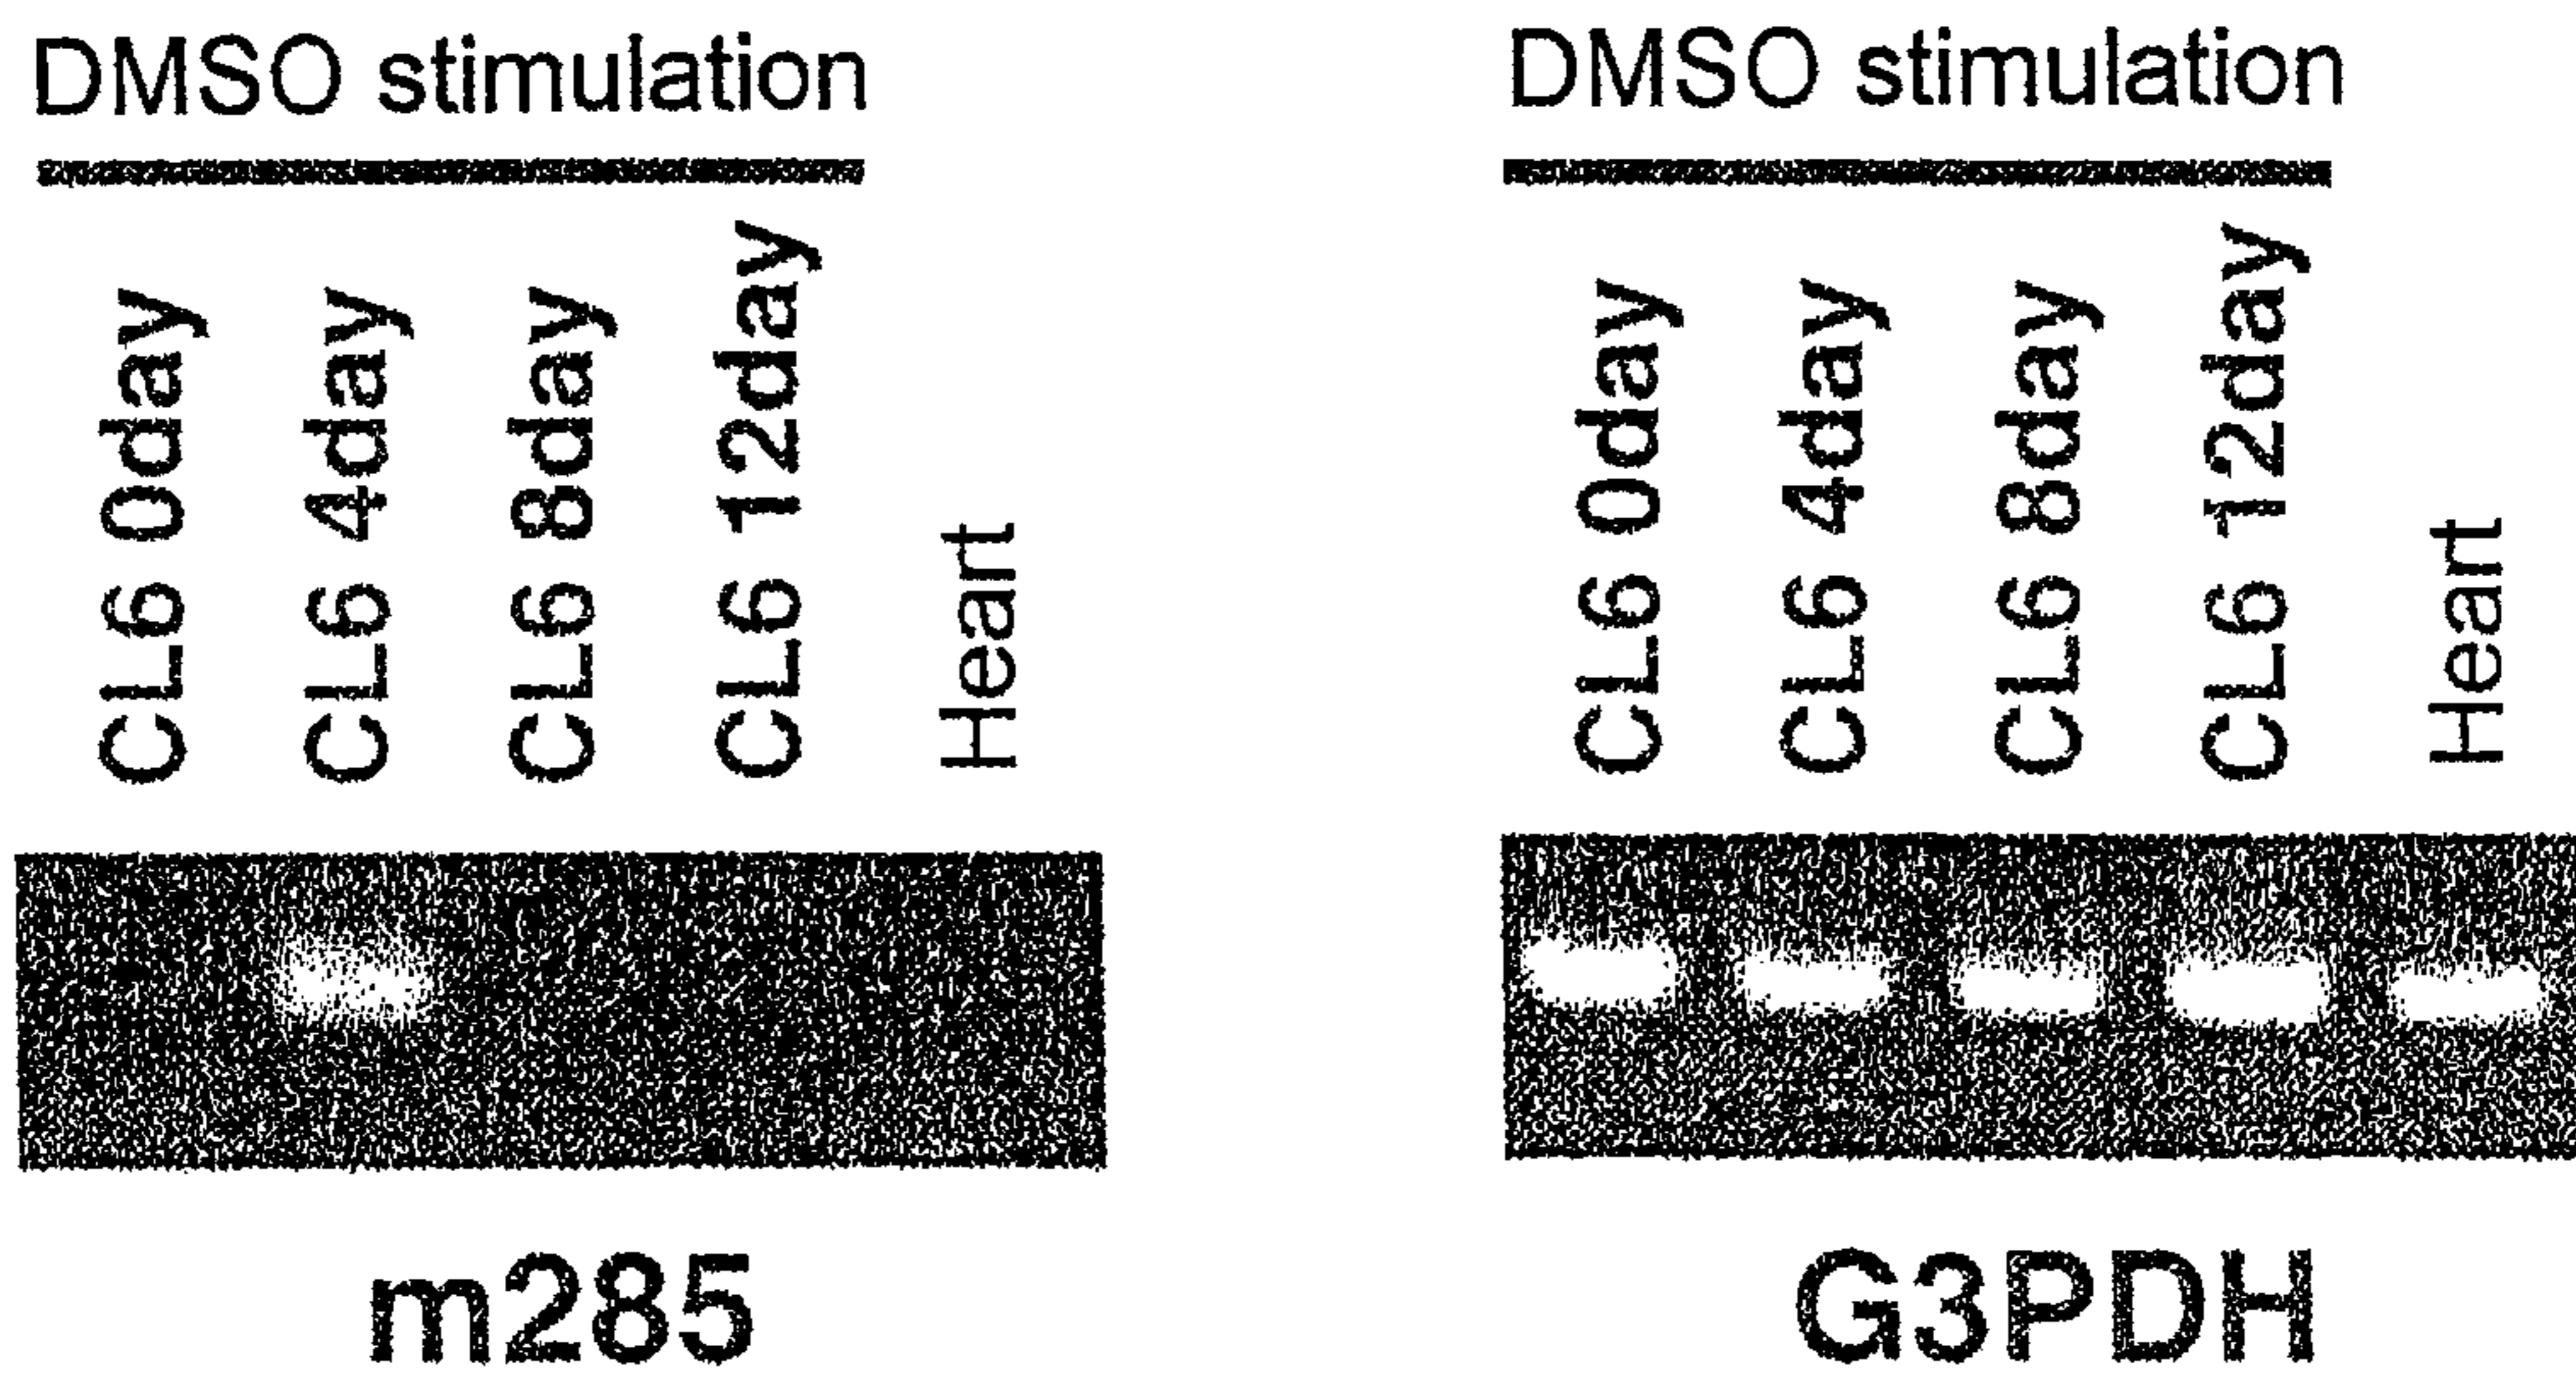 DMSO stimulation
CL6 0day
CL6 4day
CL6 8day
CL6 12day
Heart
m285
DMSO stimulation
CL6 0day
CL6 4day
CL6 8day
CL6 12day
Heart
G3PDH